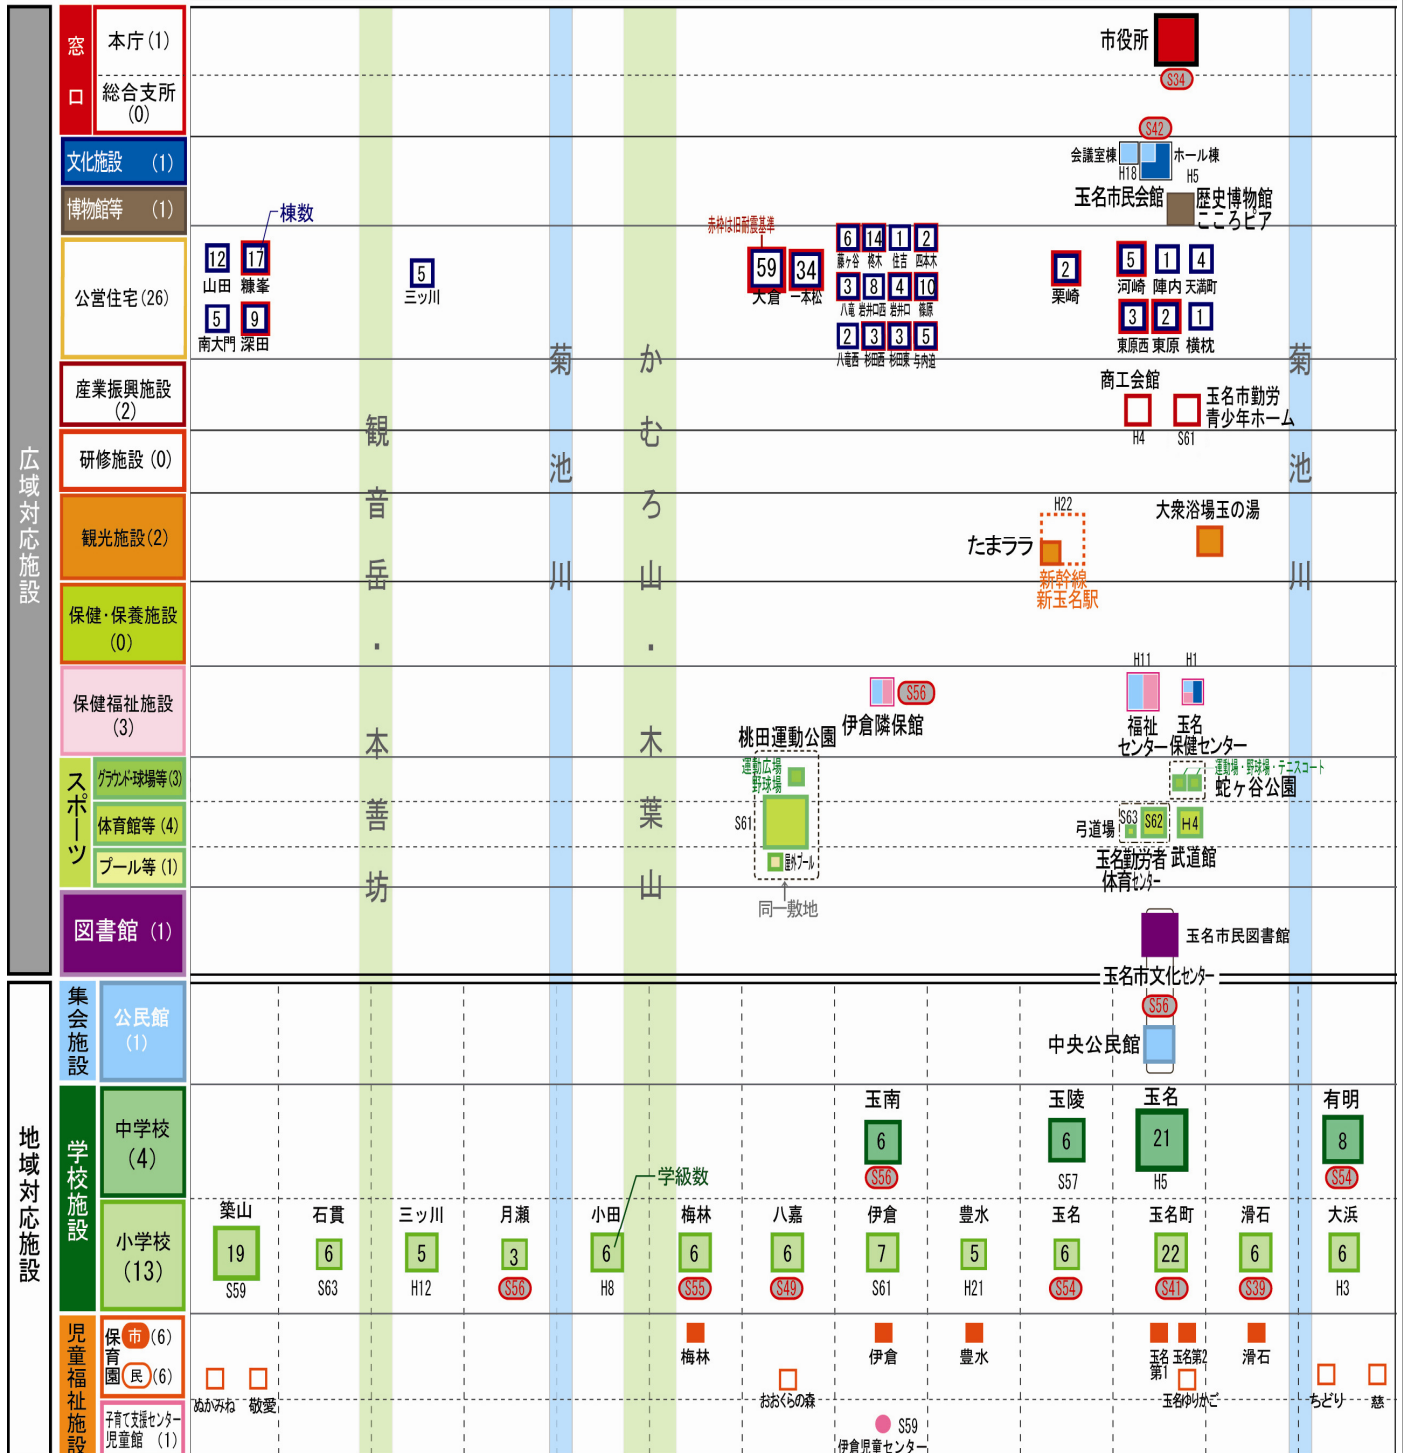 広域対応施設
窓口
本庁(1)
総合支所
(0)
市役所
S34
文化施設 (1)
S42
会議室棟
H18
ホール棟
H5
玉名市民会館
博物館等 (1)
歴史博物館
こころピア
公営住宅(26)
棟数
12
山田
17
糠峯
5
南大門
9
深田
5
三ッ川
赤枠は旧耐震基準
59
大倉
34
一本松
6
藤ヶ谷
14
柊木
1
住吉
2
四本木
3
八竜
8
岩井口西
4
岩井口
10
篠原
2
八竜西
3
杉田西
3
杉田東
5
与内迫
2
栗崎
5
河崎
1
陣内
4
天満町
3
東原西
2
東原
1
横枕
産業振興施設
(2)
商工会館
H4
玉名市勤労
青少年ホーム
S61
研修施設(0)
観光施設(2)
H22
たまララ
新幹線
新玉名駅
大衆浴場玉の湯
保健・保養施設
(0)
保健福祉施設
(3)
S56
伊倉隣保館
H11
福祉
センター
H1
玉名
保健センター
観音岳・本善坊
菊池川
かむろ山・木葉山
菊池川
スポーツ
グラウンド・球場等(3)
体育館等(4)
プール等(1)
桃田運動公園
運動広場
野球場
S61
屋外プール
同一敷地
運動場・野球場・テニスコート
蛇ヶ谷公園
弓道場
S63
S62
H4
玉名勤労者
体育センター
武道館
図書館 (1)
玉名市民図書館
玉名市文化センター
地域対応施設
集会施設
公民館
(1)
S56
中央公民館
学校施設
中学校
(4)
玉南
6
S56
玉陵
6
S57
玉名
21
H5
有明
8
S54
学級数
小学校
(13)
築山
19
S59
石貫
6
S63
三ッ川
5
H12
月瀬
3
S56
小田
6
H8
梅林
6
S55
八嘉
6
S49
伊倉
7
S61
豊水
5
H21
玉名
6
S54
玉名町
22
S41
滑石
6
S39
大浜
6
H3
児童福祉施設
保育園
市(6)
民(6)
梅林
伊倉
豊水
玉名
第1
玉名第2
滑石
ぬかみね
敬愛
おおくらの森
玉名ゆりかご
ちどり
慈
子育て支援センター
児童館 (1)
S59
伊倉児童センター